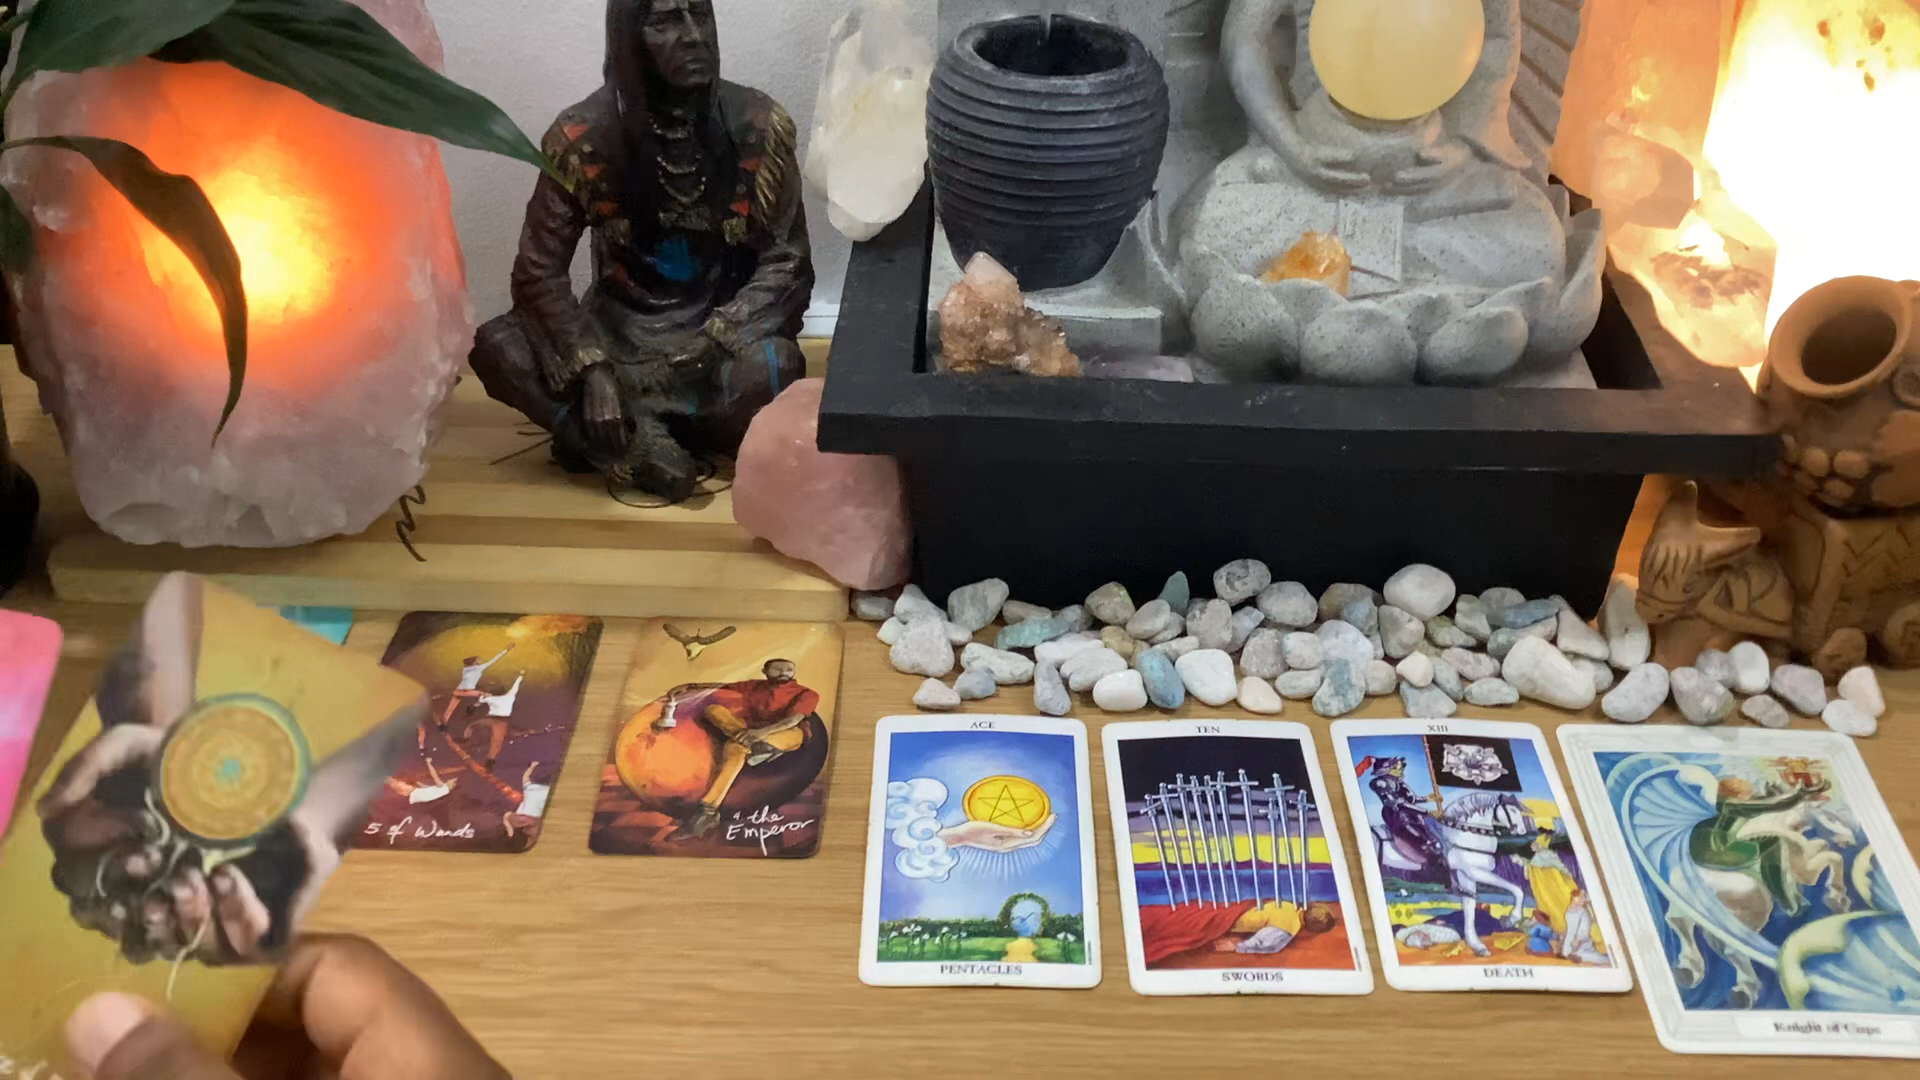 5 of Wands
4 the
Emperor
ACE
PENTACLES
TEN
SWORDS
XIII
DEATH
Knight of Cups